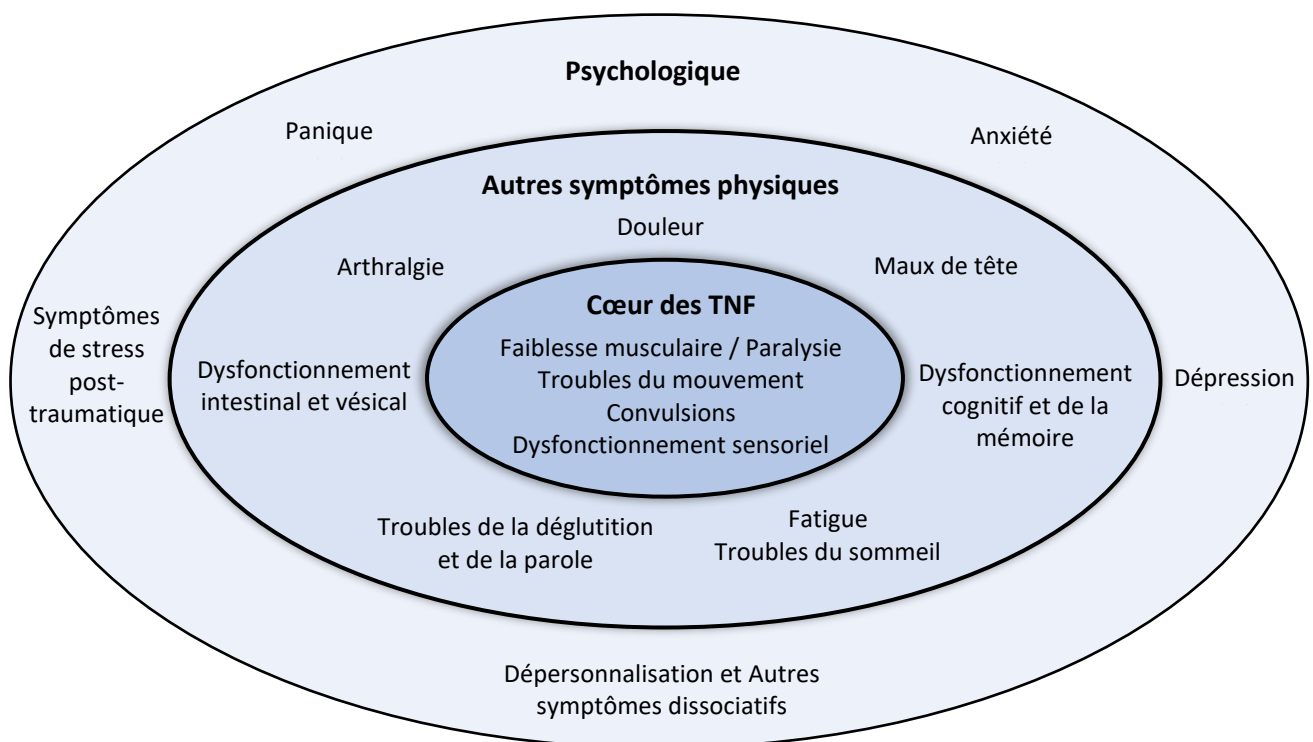 Psychologique
Panique
Anxiété
Autres symptômes physiques
Douleur
Arthralgie
Maux de tête
Cœur des TNF
Faiblesse musculaire / Paralysie
Troubles du mouvement
Convulsions
Dysfonctionnement sensoriel
Symptômes
de stress
post-
traumatique
Dysfonctionnement
intestinal et vésical
Dysfonctionnement
cognitif et de la
mémoire
Dépression
Troubles de la déglutition
et de la parole
Fatigue
Troubles du sommeil
Dépersonnalisation et Autres
symptômes dissociatifs